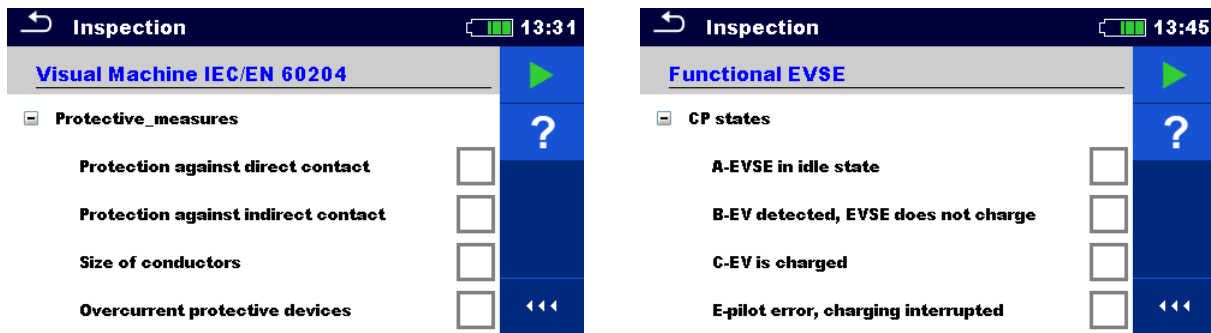 Inspection 13:31
Visual Machine IEC/EN 60204
Protective_measures
?
Protection against direct contact
Protection against indirect contact
Size of conductors
Overcurrent protective devices
Inspection 13:45
Functional EVSE
CP states
?
A-EVSE in idle state
B-EV detected, EVSE does not charge
C-EV is charged
E-pilot error, charging interrupted